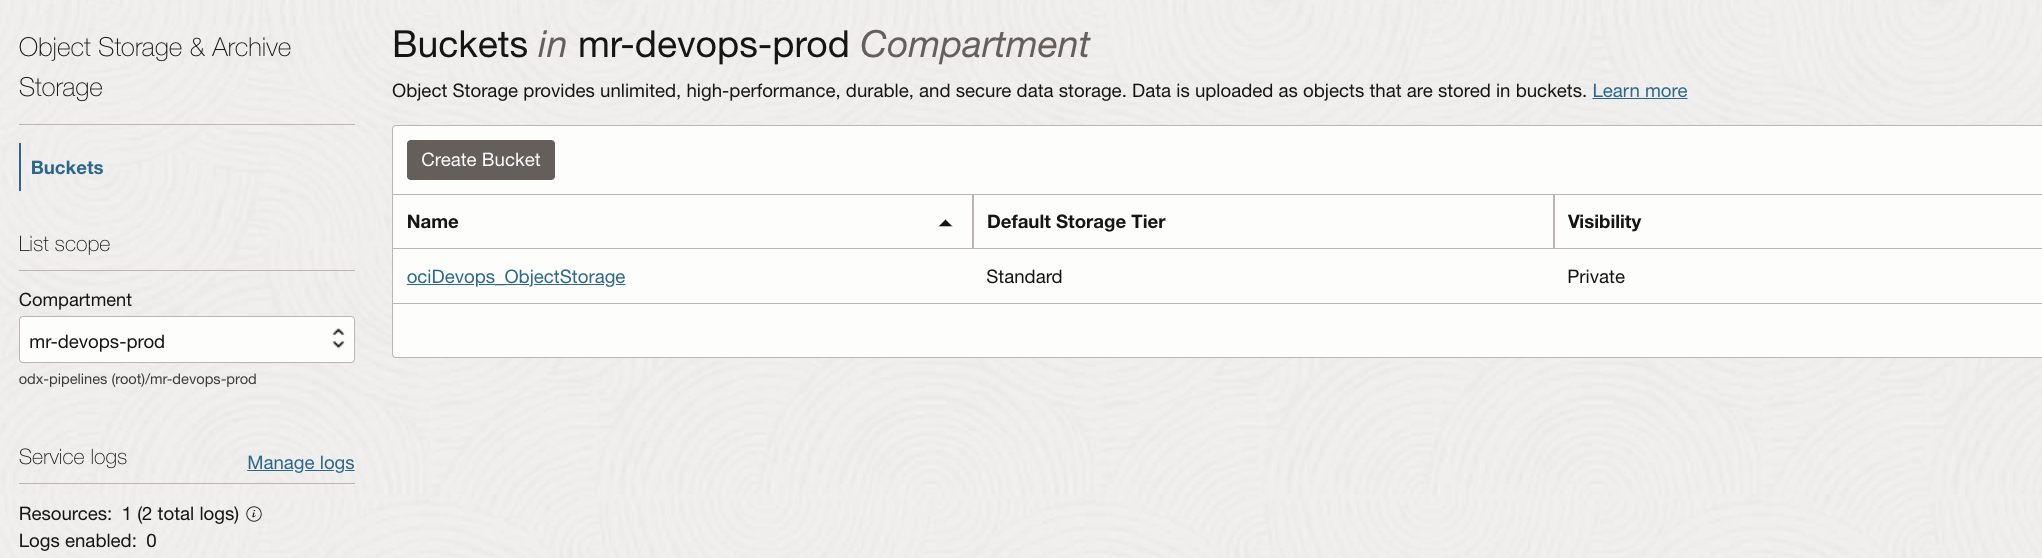 Object Storage & Archive
Storage
Buckets
List scope
Compartment
mr-devops-prod
odx-pipelines (root)/mr-devops-prod
Service logs
Manage logs
Resources: 1 (2 total logs)
Logs enabled: 0
Buckets in mr-devops-prod Compartment
Object Storage provides unlimited, high-performance, durable, and secure data storage. Data is uploaded as objects that are stored in buckets. Learn more
Create Bucket
Name Default Storage Tier Visibility
ociDevops_ObjectStorage Standard Private